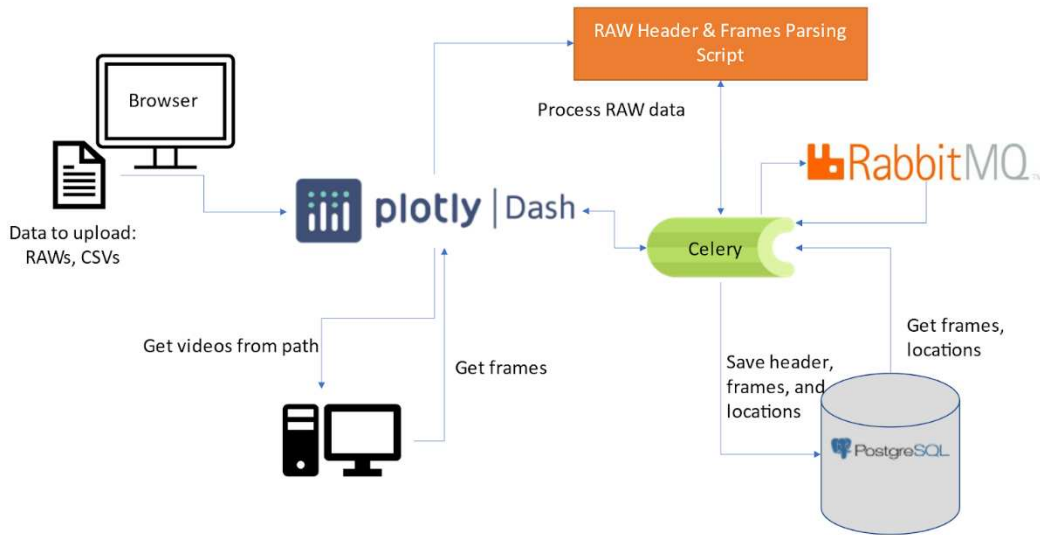 RAW Header & Frames Parsing
Script
Browser
Process RAW data
RabbitMQ
plotly | Dash
Data to upload:
RAWs, CSVs
Celery
Get videos from path
Get frames
Get frames,
locations
Save header,
frames, and
locations
PostgreSQL